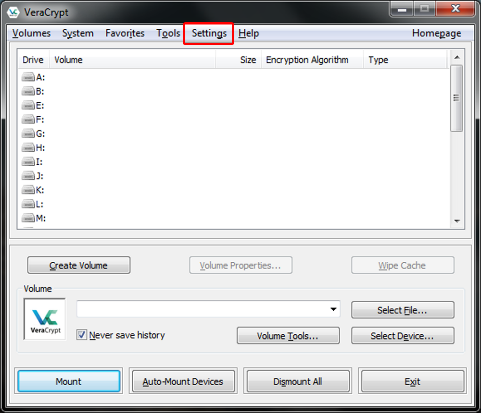 VeraCrypt
Volumes System Favorites Tools Settings Help Homepage
Drive Volume Size Encryption Algorithm Type
A:
B:
E:
F:
G:
H:
I:
J:
K:
L:
M:
Create Volume Volume Properties... Wipe Cache
Volume
VeraCrypt
Select File...
Never save history
Volume Tools... Select Device...
Mount Auto-Mount Devices Dismount All Exit